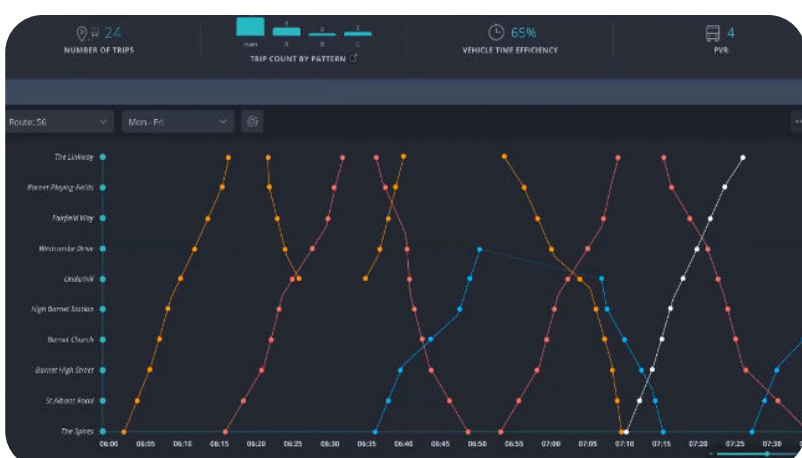 24
NUMBER OF TRIPS
main A B C
TRIP COUNT BY PATTERN
65%
VEHICLE TIME EFFICIENCY
4
PVR
Route: 56
Mon - Fri
The Linkway
Barnet Playing Fields
Fairfield Way
Westcombe Drive
Underhill
High Barnet Station
Barnet Church
Barnet High Street
St Albans Road
The Spires
06:00 06:05 06:10 06:15 06:20 06:25 06:30 06:35 06:40 06:45 06:50 06:55 07:00 07:05 07:10 07:15 07:20 07:25 07:30